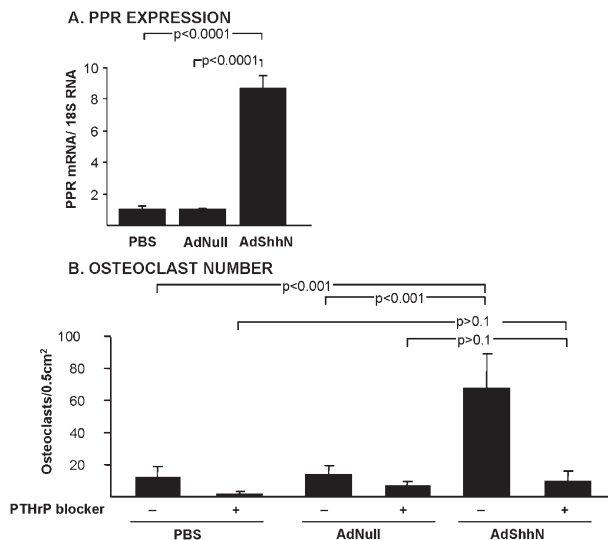 A. PPR EXPRESSION
p<0.0001
p<0.0001
PPR mRNA/ 18S RNA
10
8
6
4
2
PBS AdNull AdShhN
B. OSTEOCLAST NUMBER
p<0.001
p<0.001
p>0.1
p>0.1
Osteoclasts/0.5cm²
100
80
60
40
20
PTHrP blocker – + – + – +
PBS AdNull AdShhN